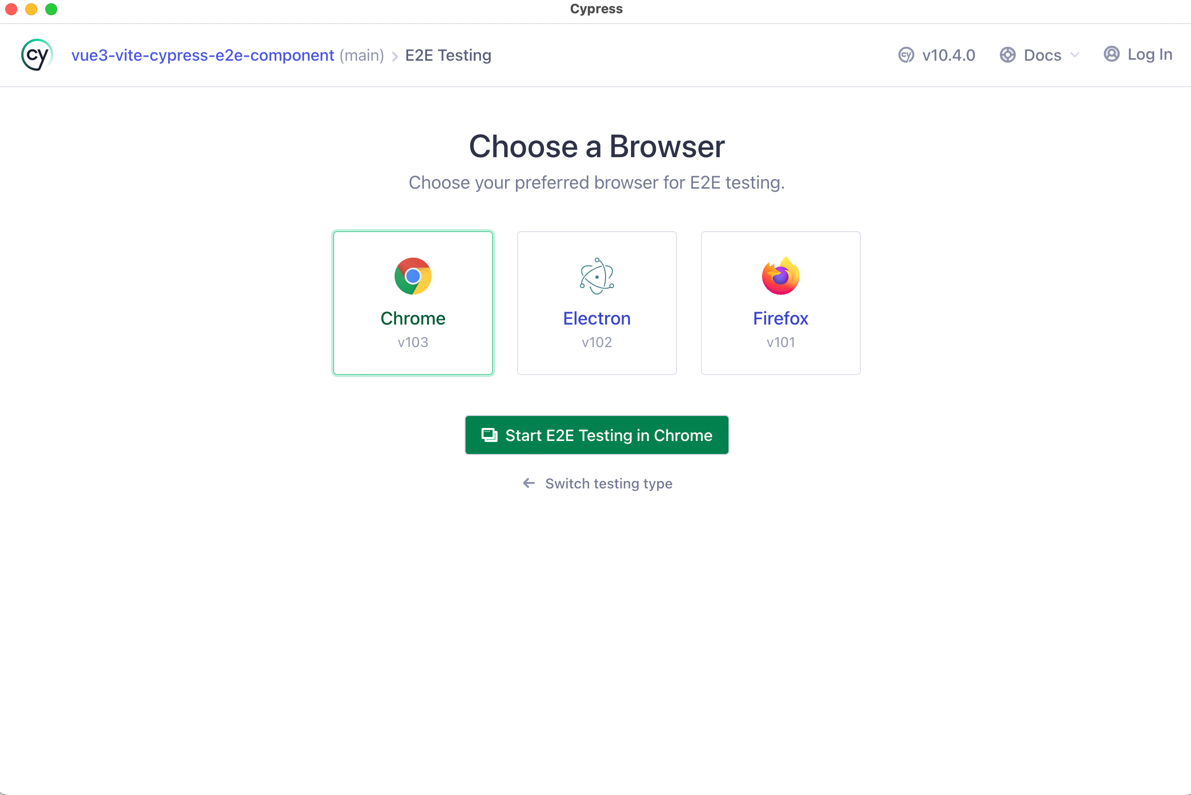 Cypress
cy vue3-vite-cypress-e2e-component (main) > E2E Testing cy v10.4.0 Docs Log In
Choose a Browser
Choose your preferred browser for E2E testing.
Chrome Electron Firefox
v103 v102 v101
Start E2E Testing in Chrome
← Switch testing type